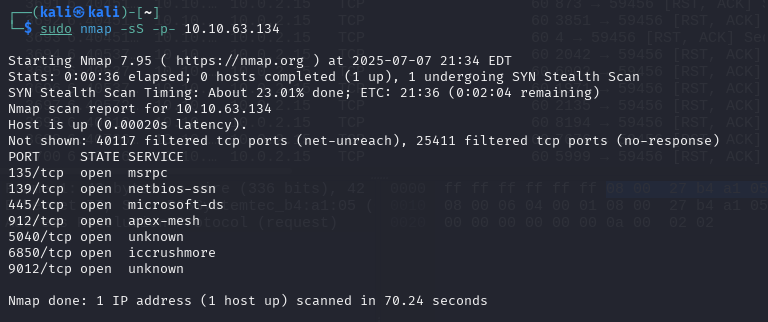 (kali㉿kali)-[~]
$ sudo nmap -sS -p- 10.10.63.134
Starting Nmap 7.95 ( https://nmap.org ) at 2025-07-07 21:34 EDT
Stats: 0:00:36 elapsed; 0 hosts completed (1 up), 1 undergoing SYN Stealth Scan
SYN Stealth Scan Timing: About 23.01% done; ETC: 21:36 (0:02:04 remaining)
Nmap scan report for 10.10.63.134
Host is up (0.00020s latency).
Not shown: 40117 filtered tcp ports (net-unreach), 25411 filtered tcp ports (no-response)
PORT     STATE SERVICE
135/tcp  open  msrpc
139/tcp  open  netbios-ssn
445/tcp  open  microsoft-ds
912/tcp  open  apex-mesh
5040/tcp open  unknown
6850/tcp open  iccrushmore
9012/tcp open  unknown
Nmap done: 1 IP address (1 host up) scanned in 70.24 seconds